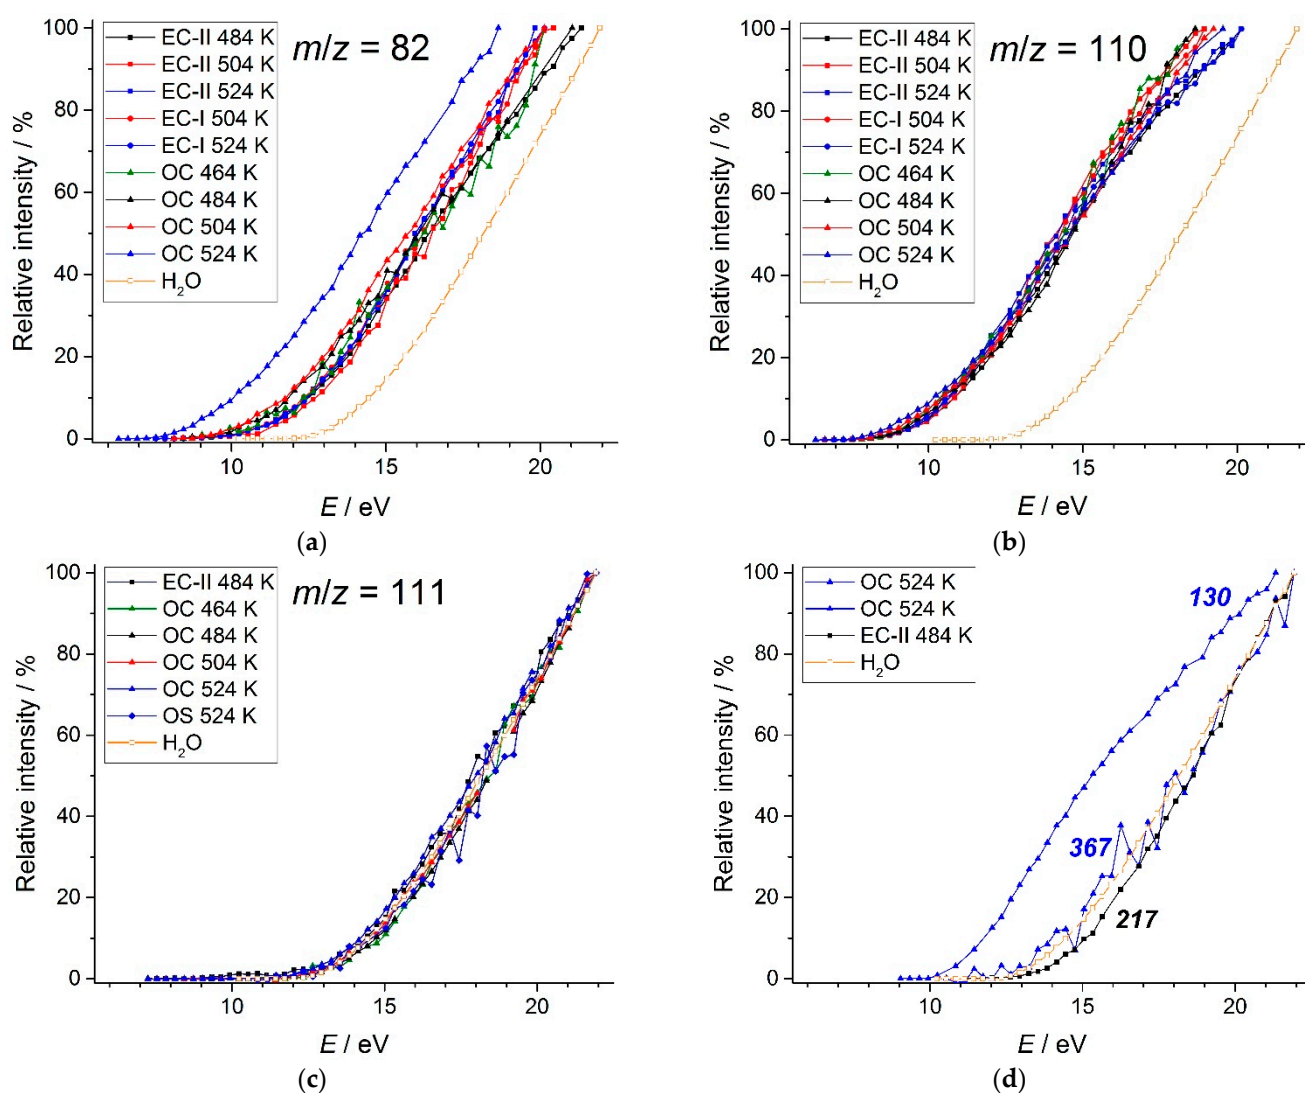 100
80
60
40
20
0
Relative intensity / %
EC-II 484 K
EC-II 504 K
EC-II 524 K
EC-I 504 K
EC-I 524 K
OC 464 K
OC 484 K
OC 504 K
OC 524 K
H₂O
m/z = 82
10
15
20
E / eV
(a)
100
80
60
40
20
0
Relative intensity / %
EC-II 484 K
EC-II 504 K
EC-II 524 K
EC-I 504 K
EC-I 524 K
OC 464 K
OC 484 K
OC 504 K
OC 524 K
H₂O
m/z = 110
10
15
20
E / eV
(b)
100
80
60
40
20
0
Relative intensity / %
EC-II 484 K
OC 464 K
OC 484 K
OC 504 K
OC 524 K
OS 524 K
H₂O
m/z = 111
10
15
20
E / eV
(c)
100
80
60
40
20
0
Relative intensity / %
OC 524 K
OC 524 K
EC-II 484 K
H₂O
130
367
217
10
15
20
E / eV
(d)